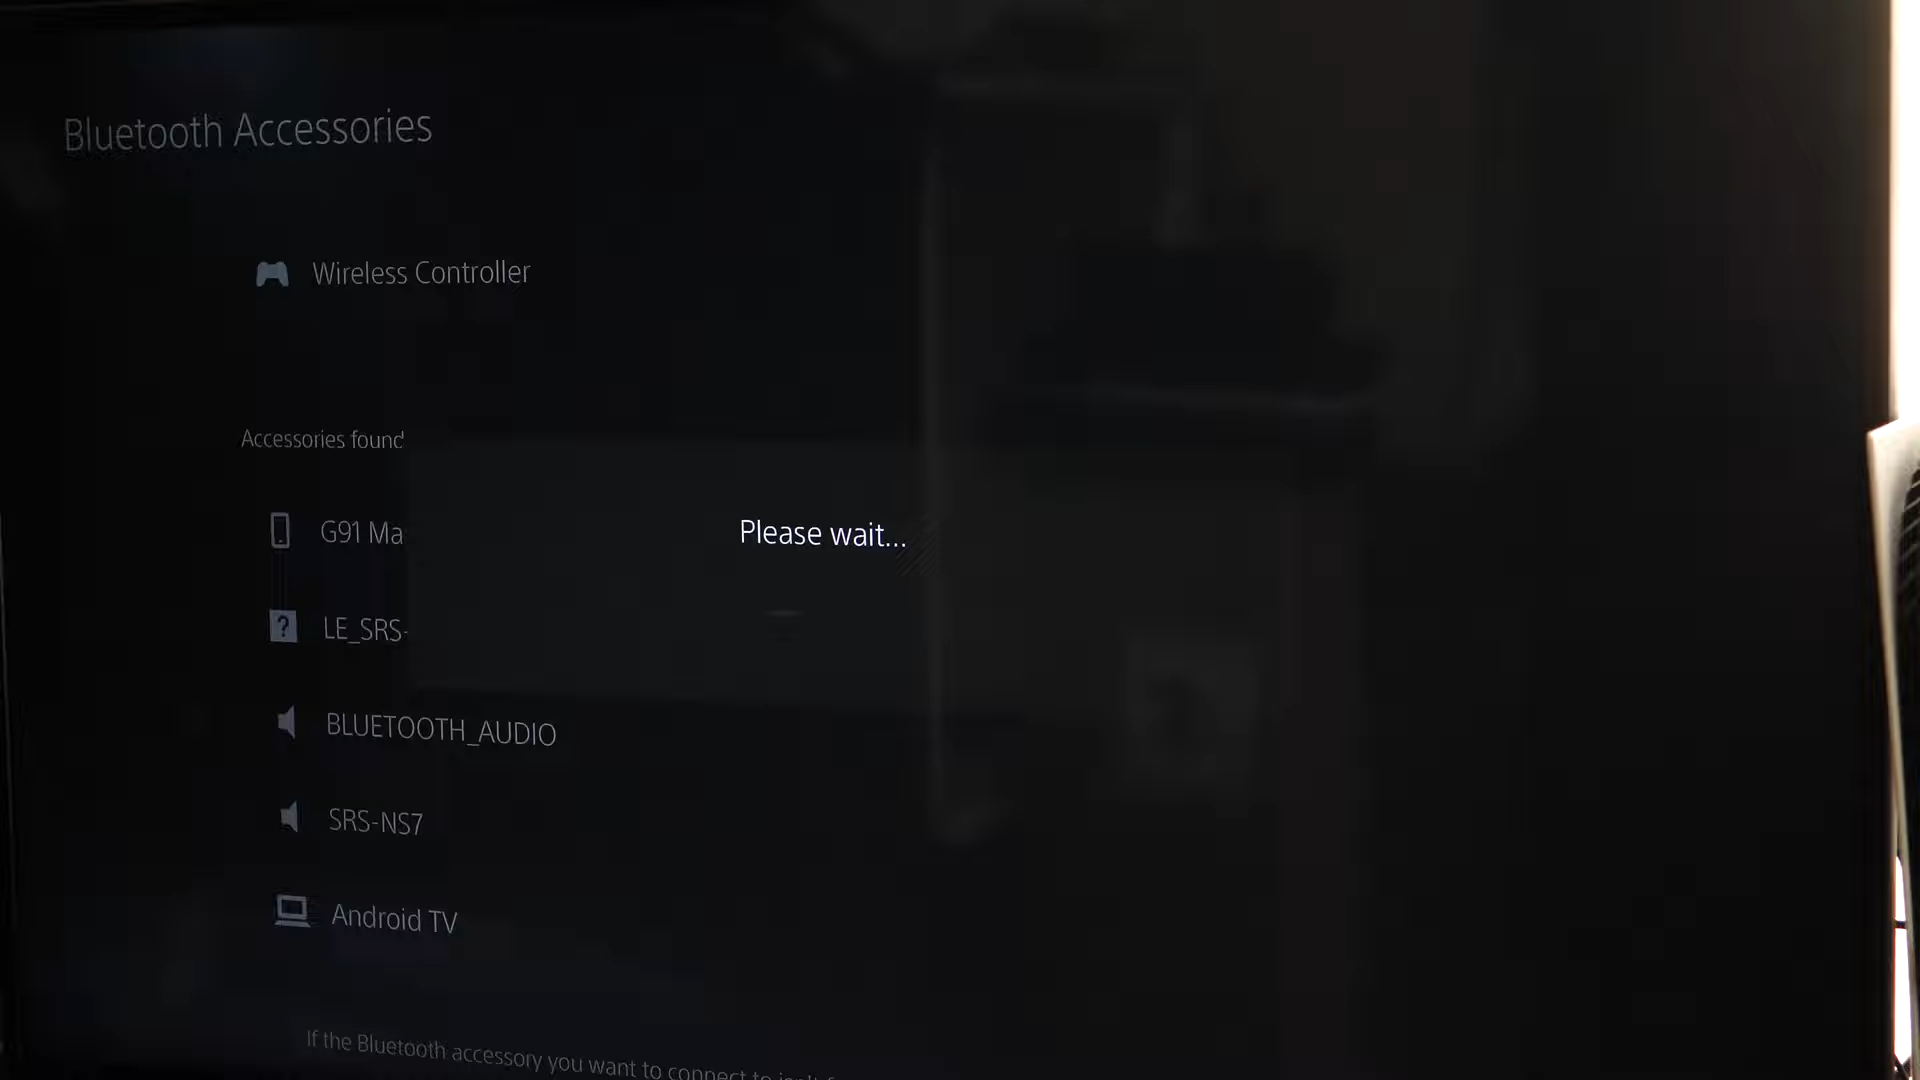 Bluetooth Accessories
Wireless Controller
Accessories found
G91 Ma
Please wait...
LE_SRS-
BLUETOOTH_AUDIO
SRS-NS7
Android TV
If the Bluetooth accessory you want to connect to isn't